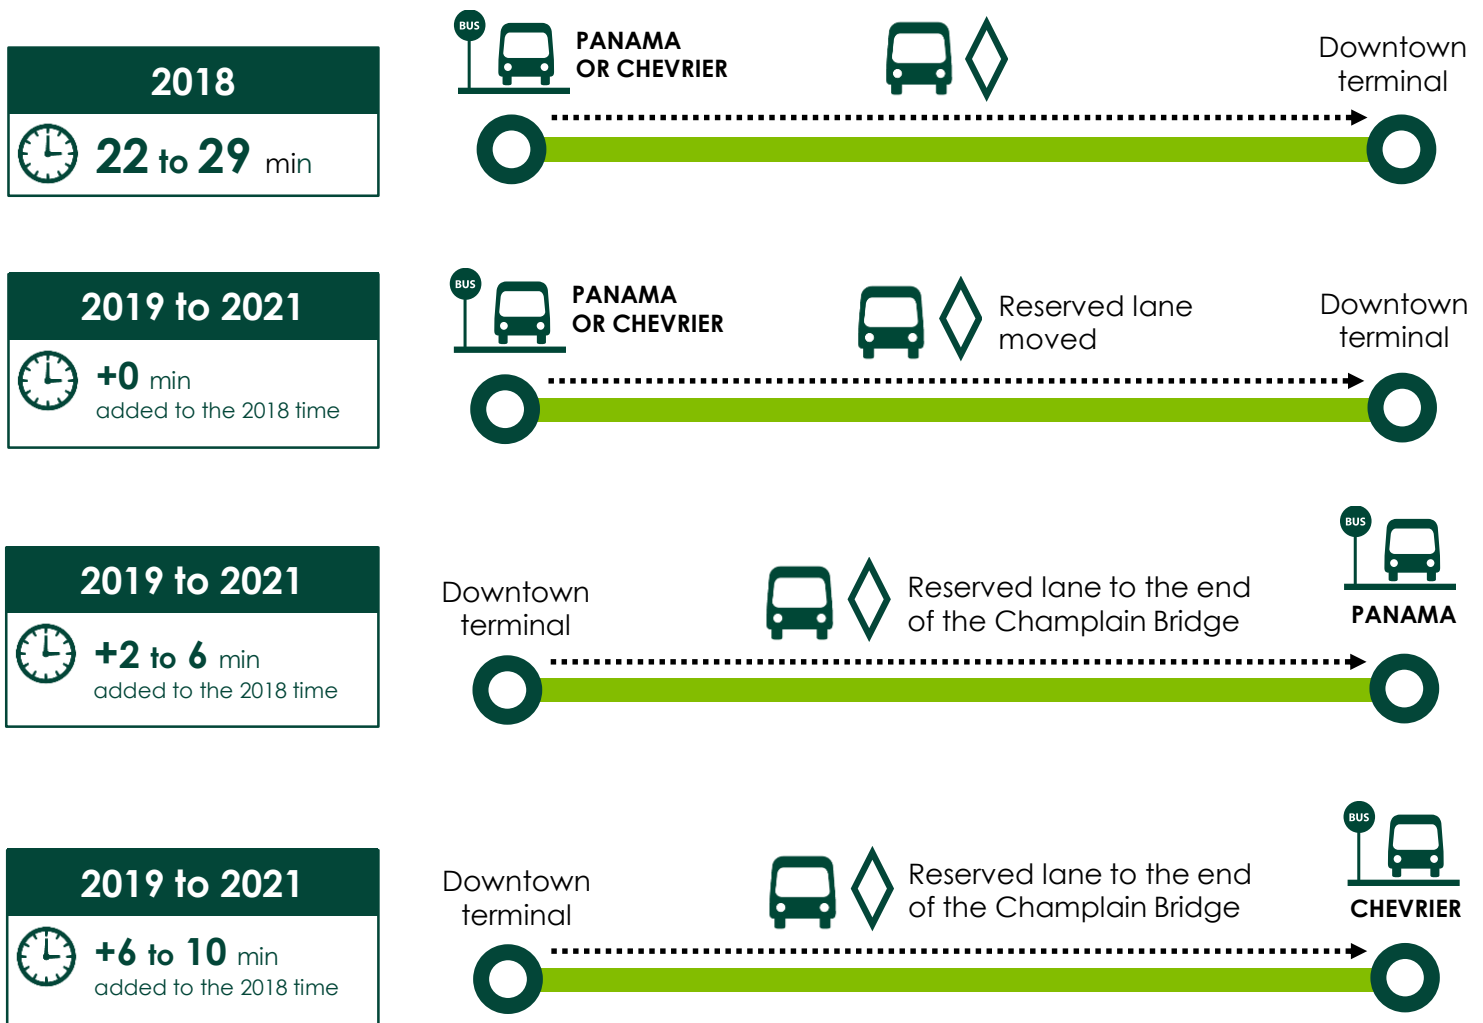 2018
22 to 29 min
BUS
PANAMA
OR CHEVRIER
Downtown
terminal
2019 to 2021
+0 min
added to the 2018 time
BUS
PANAMA
OR CHEVRIER
Reserved lane
moved
Downtown
terminal
2019 to 2021
+2 to 6 min
added to the 2018 time
Downtown
terminal
Reserved lane to the end
of the Champlain Bridge
BUS
PANAMA
2019 to 2021
+6 to 10 min
added to the 2018 time
Downtown
terminal
Reserved lane to the end
of the Champlain Bridge
BUS
CHEVRIER